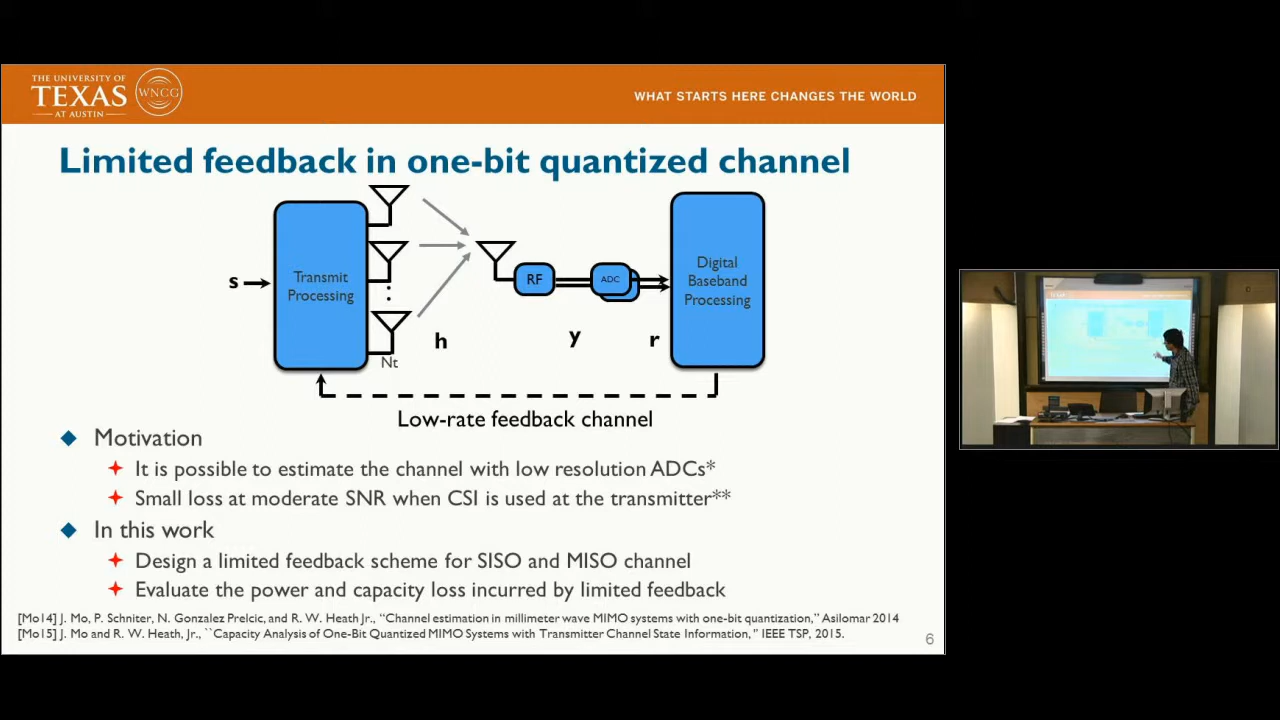 THE UNIVERSITY OF
TEXAS
AT AUSTIN
WNCG
WHAT STARTS HERE CHANGES THE WORLD
Limited feedback in one-bit quantized channel
s
Transmit
Processing
Nt
h
RF
y
ADC
r
Digital
Baseband
Processing
Low-rate feedback channel
Motivation
It is possible to estimate the channel with low resolution ADCs*
Small loss at moderate SNR when CSI is used at the transmitter**
In this work
Design a limited feedback scheme for SISO and MISO channel
Evaluate the power and capacity loss incurred by limited feedback
[Mo14] J. Mo, P. Schniter, N. Gonzalez Prelcic, and R. W. Heath Jr., “Channel estimation in millimeter wave MIMO systems with one-bit quantization,” Asilomar 2014
[Mo15] J. Mo and R. W. Heath, Jr., ``Capacity Analysis of One-Bit Quantized MIMO Systems with Transmitter Channel State Information,” IEEE TSP, 2015.
6